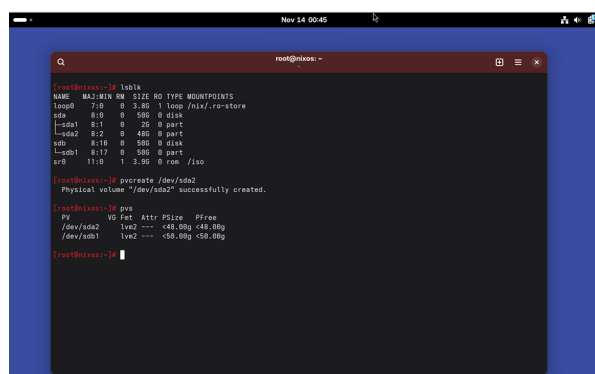 Nov 14 00:45
root@nixos: ~
[root@nixos:~]# lsblk
NAME MAJ:MIN RM SIZE RO TYPE MOUNTPOINTS
loop0 7:0 0 3.8G 1 loop /nix/.ro-store
sda 8:0 0 50G 0 disk
├─sda1 8:1 0 2G 0 part
└─sda2 8:2 0 48G 0 part
sdb 8:16 0 50G 0 disk
└─sdb1 8:17 0 50G 0 part
sr0 11:0 1 3.9G 0 rom /iso
[root@nixos:~]# pvcreate /dev/sda2
Physical volume "/dev/sda2" successfully created.
[root@nixos:~]# pvs
PV VG Fmt Attr PSize PFree
/dev/sda2 lvm2 --- <48.00g <48.00g
/dev/sdb1 lvm2 --- <50.00g <50.00g
[root@nixos:~]#